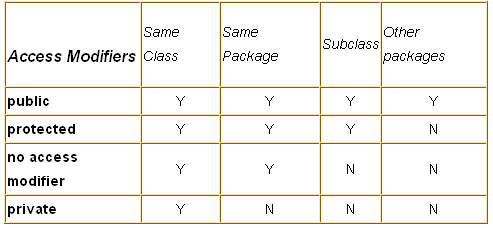 Access Modifiers Same Class Same Package Subclass Other packages
public Y Y Y Y
protected Y Y Y N
no access modifier Y Y N N
private Y N N N